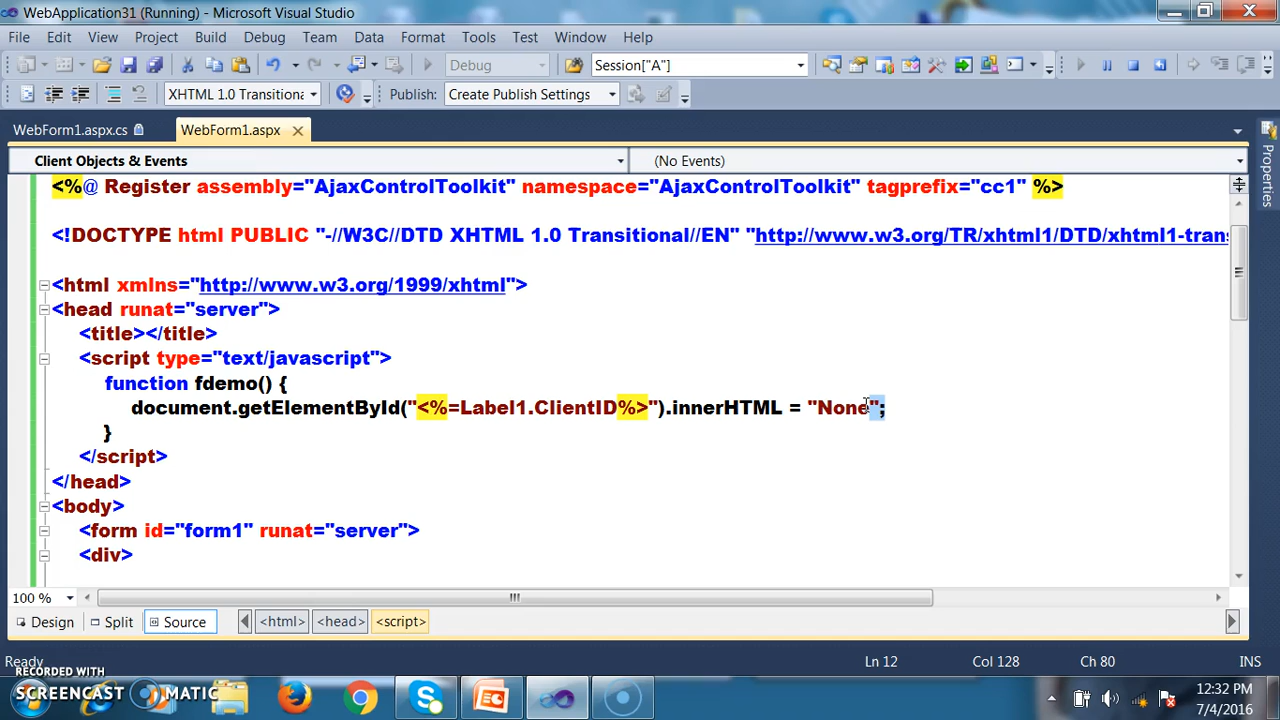 WebApplication31 (Running) - Microsoft Visual Studio
File Edit View Project Build Debug Team Data Format Tools Test Window Help
Debug Session["A"]
XHTML 1.0 Transitiona Publish: Create Publish Settings
WebForm1.aspx.cs WebForm1.aspx
Client Objects & Events (No Events)
Properties
<%@ Register assembly="AjaxControlToolkit" namespace="AjaxControlToolkit" tagprefix="cc1" %>
<!DOCTYPE html PUBLIC "-//W3C//DTD XHTML 1.0 Transitional//EN" "http://www.w3.org/TR/xhtml1/DTD/xhtml1-trans
<html xmlns="http://www.w3.org/1999/xhtml">
<head runat="server">
<title></title>
<script type="text/javascript">
function fdemo() {
document.getElementById("<%=Label1.ClientID%>").innerHTML = "None";
}
</script>
</head>
<body>
<form id="form1" runat="server">
<div>
100 %
Design Split Source <html> <head> <script>
Ready Ln 12 Col 128 Ch 80 INS
RECORDED WITH
SCREENCAST MATIC
12:32 PM
7/4/2016